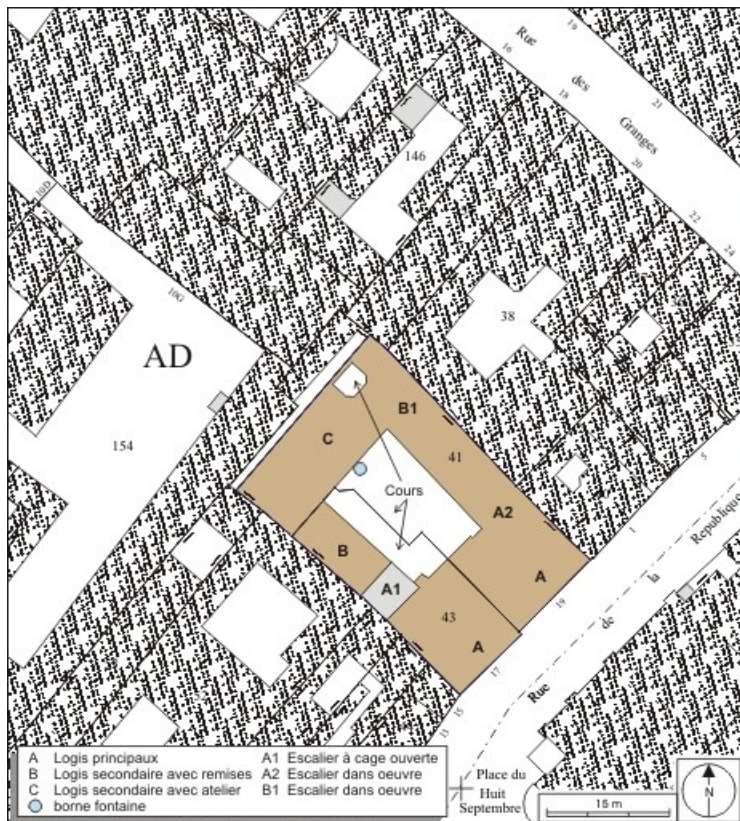 Rue
des
Granges
16
18
19
21
20
22
24
146
38
10D
10G
AD
154
B1
C
41
Cours
A2
B
A1
A
43
A
19
17
15
13
1
5
Rue
de
la
Republique
Place du
Huit
Septembre
A Logis principaux
B Logis secondaire avec remises
C Logis secondaire avec atelier
borne fontaine
A1 Escalier à cage ouverte
A2 Escalier dans oeuvre
B1 Escalier dans oeuvre
15 m
N